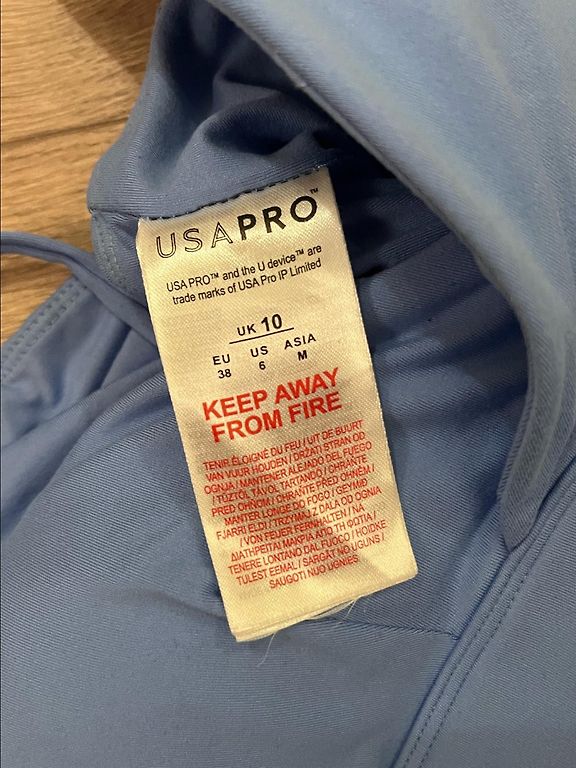 USAPRO™
USA PRO™ and the U device™ are
trade marks of USA Pro IP Limited
UK 10
EU US ASIA
38 6 M
KEEP AWAY
FROM FIRE
TENIR ÉLOIGNÉ DU FEU / UIT DE BUURT
VAN VUUR HOUDEN / DRŽATI STRAN OD
OGNJA / MANTENER ALEJADO DEL FUEGO
/ TŰZTŐL TÁVOL TARTANDÓ / CHRAŇTE
PRED OHŇOM / CHRAŇTE PŘED OHNĚM /
MANTER LONGE DO FOGO / GEYMIÐ
FJARRI ELDI / TRZYMAJ Z DALA OD OGNIA
/ VON FEUER FERNHALTEN / ΝΑ
ΔΙΑΤΗΡΕΙΤΑΙ ΜΑΚΡΙΑ ΑΠΟ ΤΗ ΦΩΤΙΑ /
TENERE LONTANO DAL FUOCO / HOIDKE
TULEST EEMAL / SARGĀT NO UGUNS /
SAUGOTI NUO UGNIES